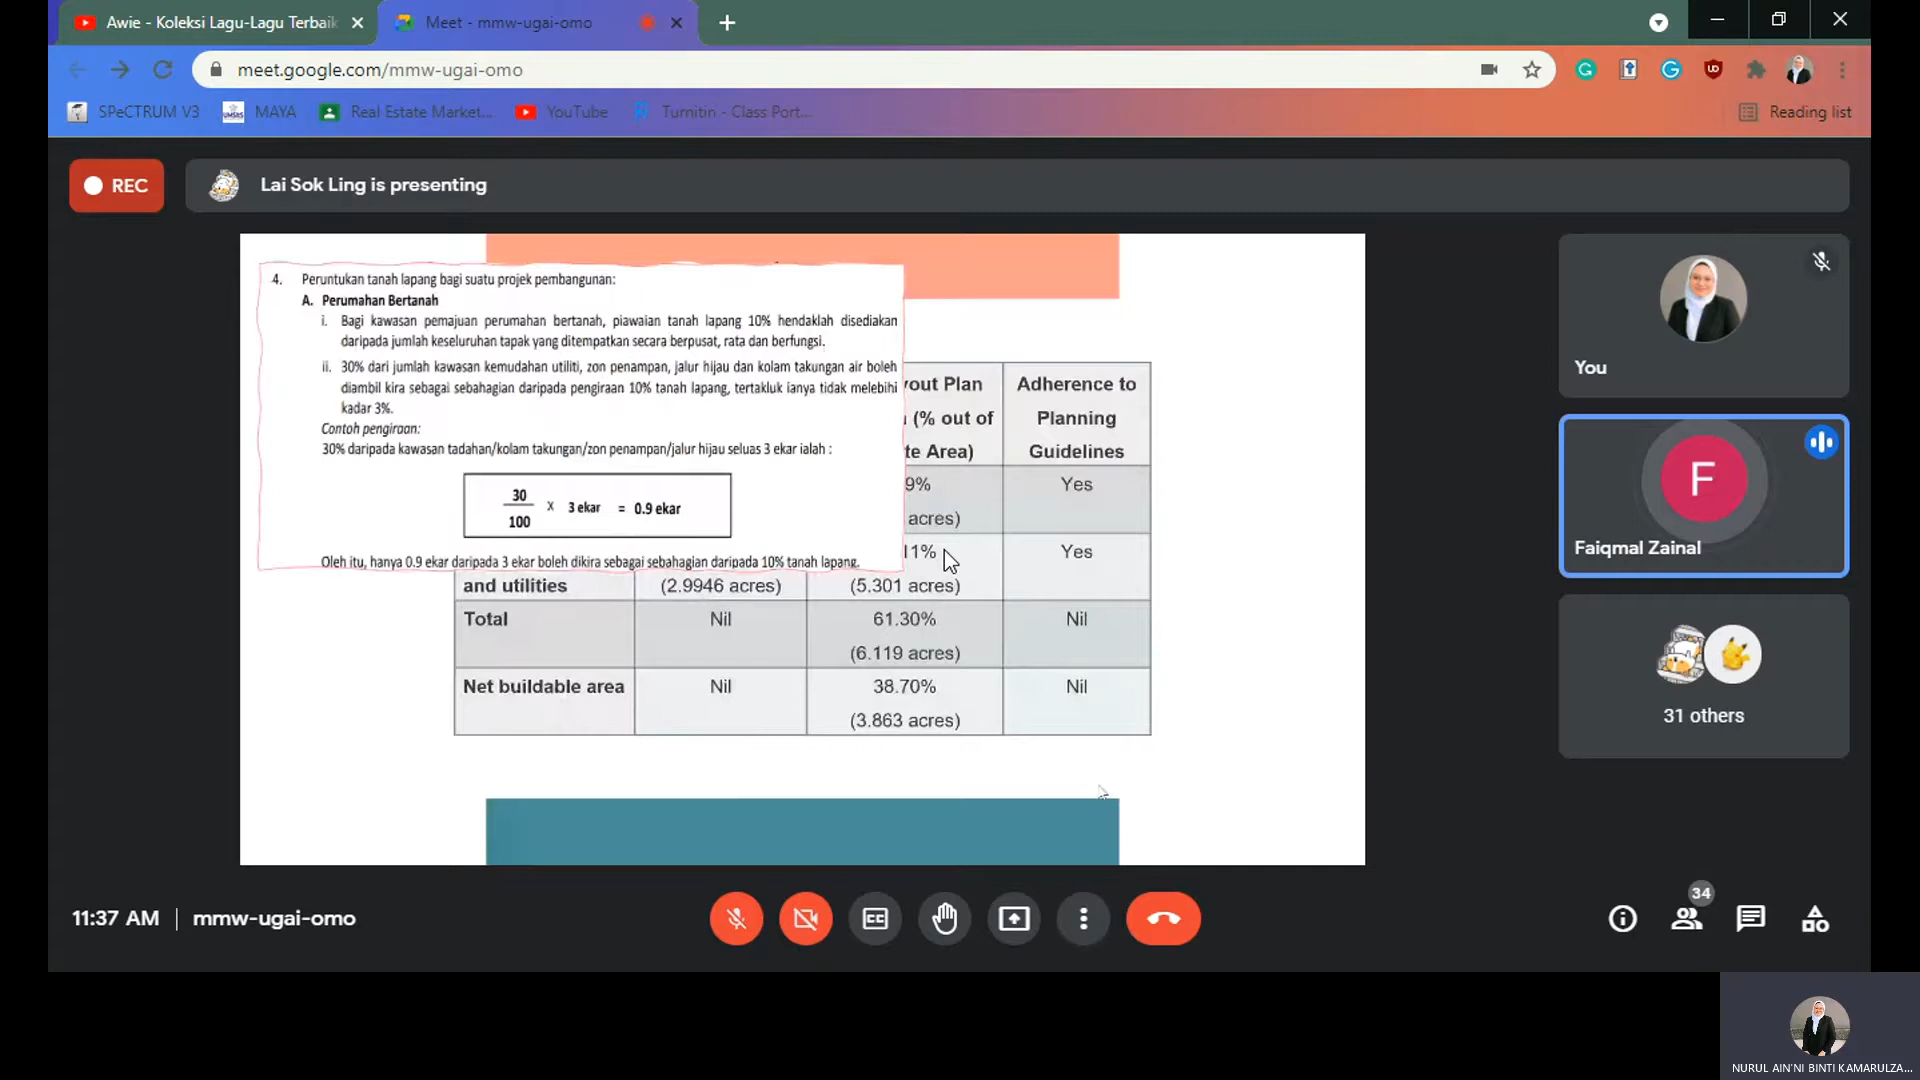 Awie - Koleksi Lagu-Lagu Terbaik
Meet - mmw-ugai-omo
meet.google.com/mmw-ugai-omo
SPeCTRUM V3
MAYA
Real Estate Market...
YouTube
Turnitin - Class Port...
Reading list
REC
Lai Sok Ling is presenting
4. Peruntukan tanah lapang bagi suatu projek pembangunan:
A. Perumahan Bertanah
i. Bagi kawasan pemajuan perumahan bertanah, piawaian tanah lapang 10% hendaklah disediakan
daripada jumlah keseluruhan tapak yang ditempatkan secara berpusat, rata dan berfungsi.
ii. 30% dari jumlah kawasan kemudahan utiliti, zon penampan, jalur hijau dan kolam takungan air boleh
diambil kira sebagai sebahagian daripada pengiraan 10% tanah lapang, tertakluk ianya tidak melebihi
kadar 3%.
Contoh pengiraan:
30% daripada kawasan tadahan/kolam takungan/zon penampan/jalur hijau seluas 3 ekar ialah :
30
100
X 3 ekar = 0.9 ekar
Oleh itu, hanya 0.9 ekar daripada 3 ekar boleh dikira sebagai sebahagian daripada 10% tanah lapang.
yout Plan
(% out of
te Area)
Adherence to
Planning
Guidelines
9%
acres)
Yes
11%
Yes
and utilities
(2.9946 acres)
(5.301 acres)
Total
Nil
61.30%
(6.119 acres)
Nil
Net buildable area
Nil
38.70%
(3.863 acres)
Nil
You
F
Faiqmal Zainal
31 others
11:37 AM
mmw-ugai-omo
34
NURUL AIN'NI BINTI KAMARULZA...